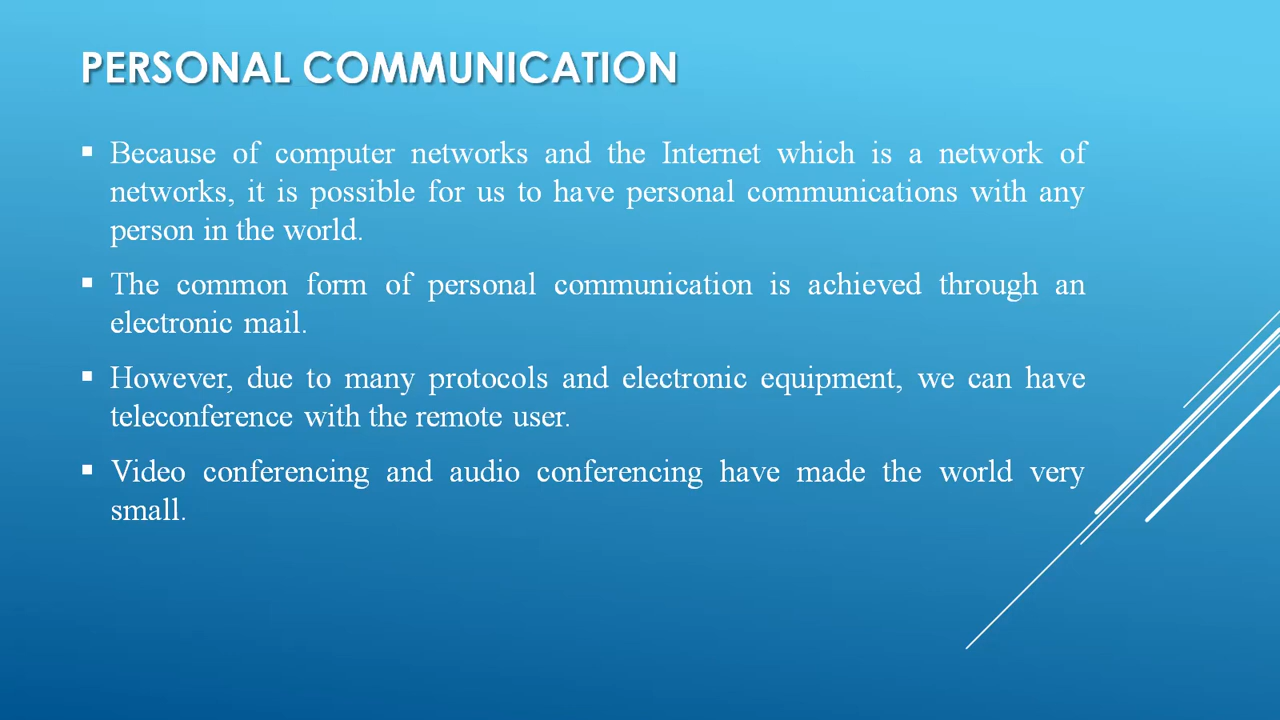 PERSONAL COMMUNICATION
▪ Because of computer networks and the Internet which is a network of
networks, it is possible for us to have personal communications with any
person in the world.
▪ The common form of personal communication is achieved through an
electronic mail.
▪ However, due to many protocols and electronic equipment, we can have
teleconference with the remote user.
▪ Video conferencing and audio conferencing have made the world very
small.